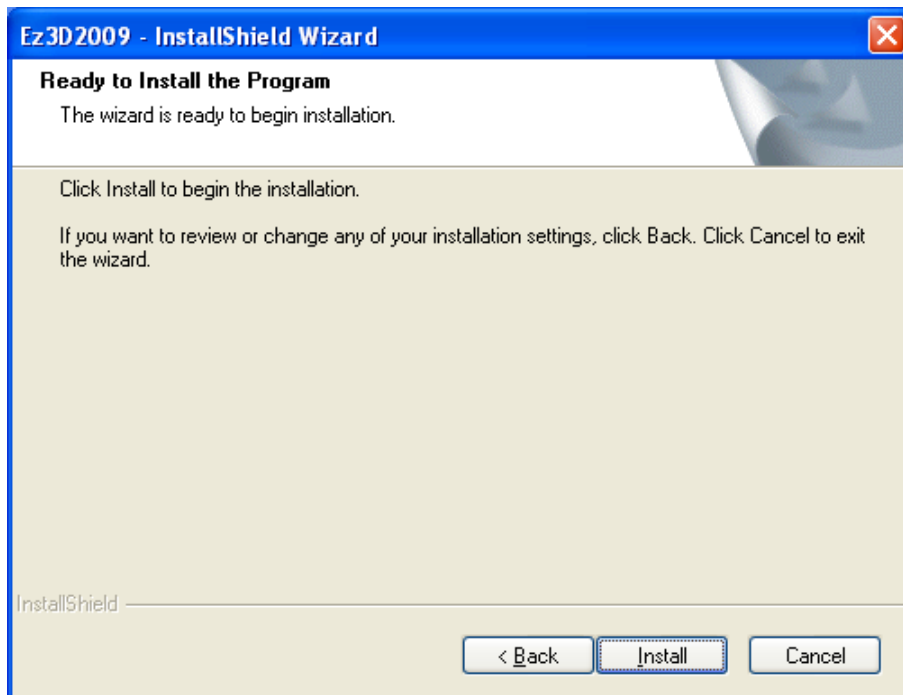 Ez3D2009 - InstallShield Wizard
Ready to Install the Program
The wizard is ready to begin installation.
Click Install to begin the installation.
If you want to review or change any of your installation settings, click Back. Click Cancel to exit
the wizard.
InstallShield
< Back
Install
Cancel